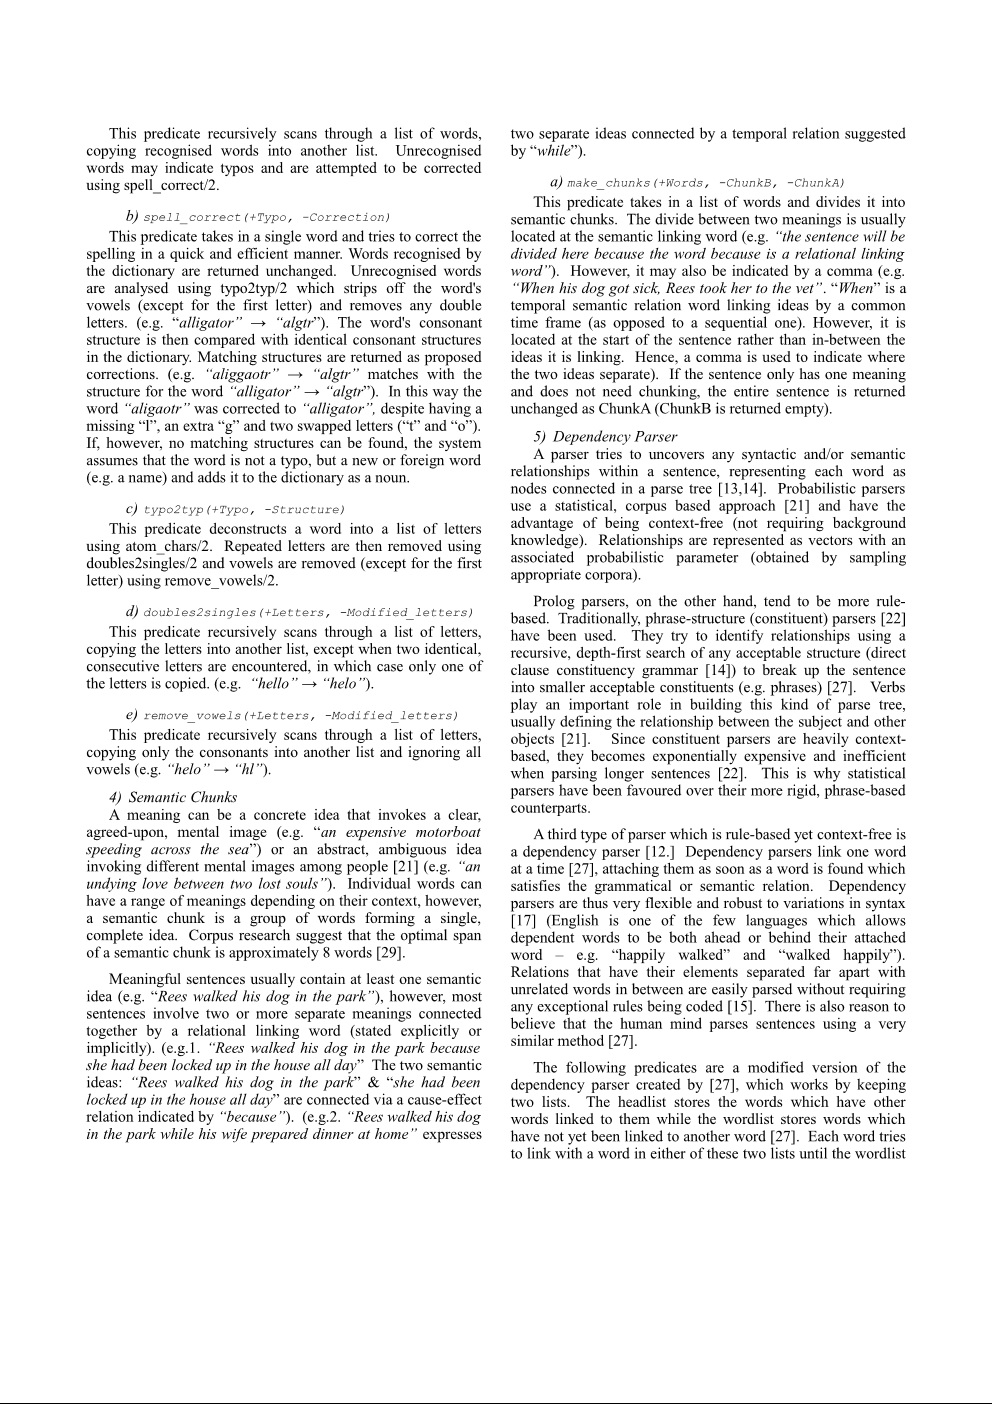 This predicate recursively scans through a list of words,
copying recognised words into another list. Unrecognised
words may indicate typos and are attempted to be corrected
using spell_correct/2.
b) spell_correct(+Typo, -Correction)
This predicate takes in a single word and tries to correct the
spelling in a quick and efficient manner. Words recognised by
the dictionary are returned unchanged. Unrecognised words
are analysed using typo2typ/2 which strips off the word's
vowels (except for the first letter) and removes any double
letters. (e.g. “alligator” → “algtr”). The word's consonant
structure is then compared with identical consonant structures
in the dictionary. Matching structures are returned as proposed
corrections. (e.g. “aliggaotr” → “algtr” matches with the
structure for the word “alligator” → “algtr”). In this way the
word “aligaotr” was corrected to “alligator”, despite having a
missing “l”, an extra “g” and two swapped letters (“t” and “o”).
If, however, no matching structures can be found, the system
assumes that the word is not a typo, but a new or foreign word
(e.g. a name) and adds it to the dictionary as a noun.
c) typo2typ(+Typo, -Structure)
This predicate deconstructs a word into a list of letters
using atom_chars/2. Repeated letters are then removed using
doubles2singles/2 and vowels are removed (except for the first
letter) using remove_vowels/2.
d) doubles2singles(+Letters, -Modified_letters)
This predicate recursively scans through a list of letters,
copying the letters into another list, except when two identical,
consecutive letters are encountered, in which case only one of
the letters is copied. (e.g. “hello” → “helo”).
e) remove_vowels(+Letters, -Modified_letters)
This predicate recursively scans through a list of letters,
copying only the consonants into another list and ignoring all
vowels (e.g. “helo” → “hl”).
4) Semantic Chunks
A meaning can be a concrete idea that invokes a clear,
agreed-upon, mental image (e.g. “an expensive motorboat
speeding across the sea”) or an abstract, ambiguous idea
invoking different mental images among people [21] (e.g. “an
undying love between two lost souls”). Individual words can
have a range of meanings depending on their context, however,
a semantic chunk is a group of words forming a single,
complete idea. Corpus research suggest that the optimal span
of a semantic chunk is approximately 8 words [29].
Meaningful sentences usually contain at least one semantic
idea (e.g. “Rees walked his dog in the park”), however, most
sentences involve two or more separate meanings connected
together by a relational linking word (stated explicitly or
implicitly). (e.g.1. “Rees walked his dog in the park because
she had been locked up in the house all day” The two semantic
ideas: “Rees walked his dog in the park” & “she had been
locked up in the house all day” are connected via a cause-effect
relation indicated by “because”). (e.g.2. “Rees walked his dog
in the park while his wife prepared dinner at home” expresses
two separate ideas connected by a temporal relation suggested
by “while”).
a) make_chunks(+Words, -ChunkB, -ChunkA)
This predicate takes in a list of words and divides it into
semantic chunks. The divide between two meanings is usually
located at the semantic linking word (e.g. “the sentence will be
divided here because the word because is a relational linking
word”). However, it may also be indicated by a comma (e.g.
“When his dog got sick, Rees took her to the vet”. “When” is a
temporal semantic relation word linking ideas by a common
time frame (as opposed to a sequential one). However, it is
located at the start of the sentence rather than in-between the
ideas it is linking. Hence, a comma is used to indicate where
the two ideas separate). If the sentence only has one meaning
and does not need chunking, the entire sentence is returned
unchanged as ChunkA (ChunkB is returned empty).
5) Dependency Parser
A parser tries to uncovers any syntactic and/or semantic
relationships within a sentence, representing each word as
nodes connected in a parse tree [13,14]. Probabilistic parsers
use a statistical, corpus based approach [21] and have the
advantage of being context-free (not requiring background
knowledge). Relationships are represented as vectors with an
associated probabilistic parameter (obtained by sampling
appropriate corpora).
Prolog parsers, on the other hand, tend to be more rule-
based. Traditionally, phrase-structure (constituent) parsers [22]
have been used. They try to identify relationships using a
recursive, depth-first search of any acceptable structure (direct
clause constituency grammar [14]) to break up the sentence
into smaller acceptable constituents (e.g. phrases) [27]. Verbs
play an important role in building this kind of parse tree,
usually defining the relationship between the subject and other
objects [21]. Since constituent parsers are heavily context-
based, they becomes exponentially expensive and inefficient
when parsing longer sentences [22]. This is why statistical
parsers have been favoured over their more rigid, phrase-based
counterparts.
A third type of parser which is rule-based yet context-free is
a dependency parser [12.] Dependency parsers link one word
at a time [27], attaching them as soon as a word is found which
satisfies the grammatical or semantic relation. Dependency
parsers are thus very flexible and robust to variations in syntax
[17] (English is one of the few languages which allows
dependent words to be both ahead or behind their attached
word – e.g. “happily walked” and “walked happily”).
Relations that have their elements separated far apart with
unrelated words in between are easily parsed without requiring
any exceptional rules being coded [15]. There is also reason to
believe that the human mind parses sentences using a very
similar method [27].
The following predicates are a modified version of the
dependency parser created by [27], which works by keeping
two lists. The headlist stores the words which have other
words linked to them while the wordlist stores words which
have not yet been linked to another word [27]. Each word tries
to link with a word in either of these two lists until the wordlist